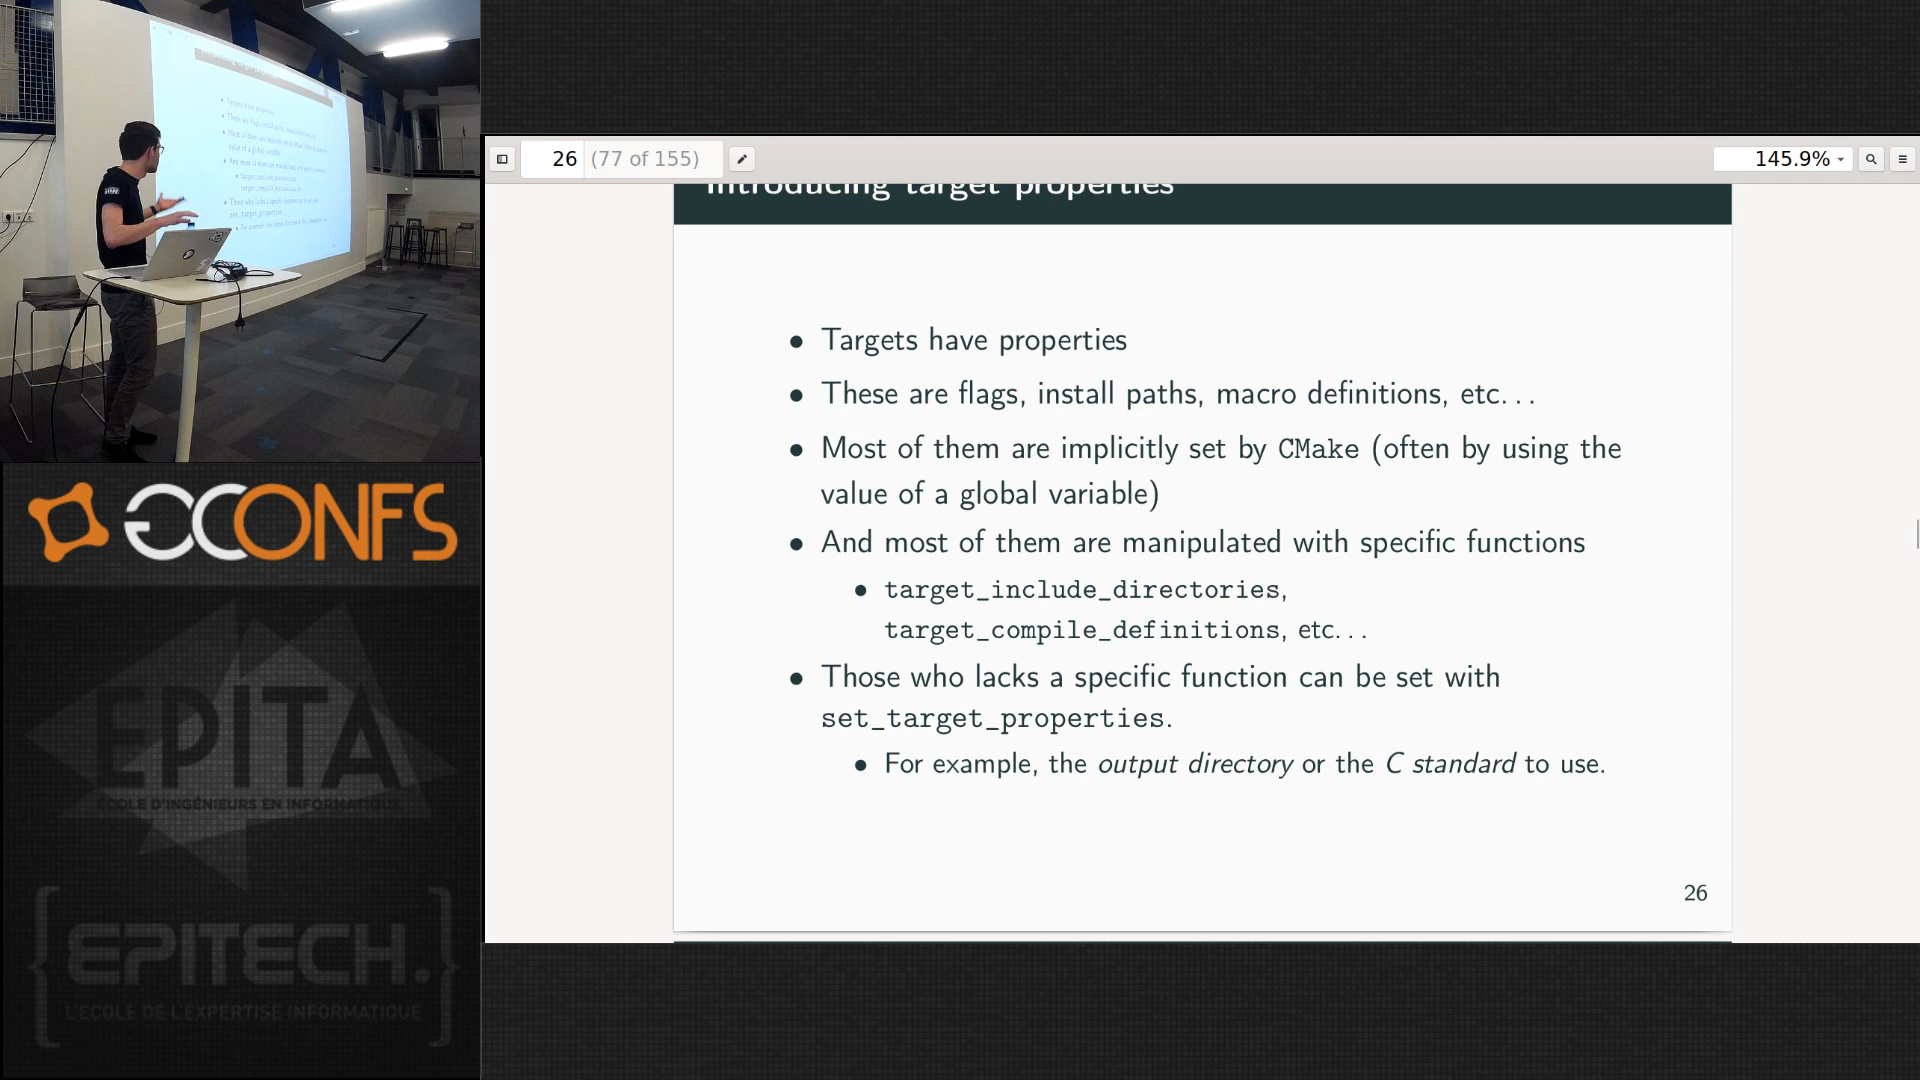 26 (77 of 155)
145.9%
Introducing target properties
• Targets have properties
• These are flags, install paths, macro definitions, etc...
• Most of them are implicitly set by CMake (often by using the
value of a global variable)
• And most of them are manipulated with specific functions
• target_include_directories,
target_compile_definitions, etc...
• Those who lacks a specific function can be set with
set_target_properties.
• For example, the output directory or the C standard to use.
26
CONFS
EPITA
ÉCOLE D'INGÉNIEURS EN INFORMATIQUE
{EPITECH.}
L'ECOLE DE L'EXPERTISE INFORMATIQUE